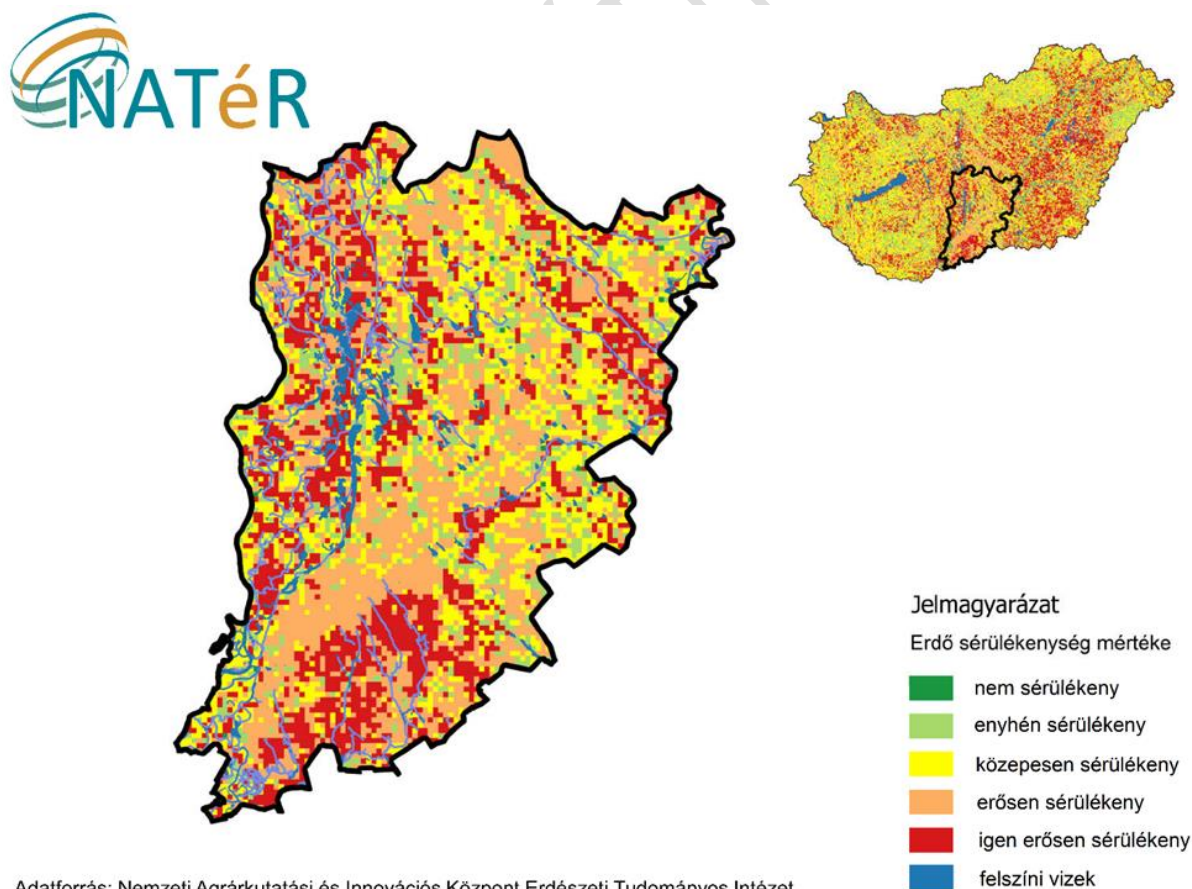 NATéR
Jelmagyarázat
Erdő sérülékenység mértéke
nem sérülékeny
enyhén sérülékeny
közepesen sérülékeny
erősen sérülékeny
igen erősen sérülékeny
felszíni vizek
Adatforrás: Nemzeti Agrárkutatási és Innovációs Központ Erdészeti Tudományos Intézet